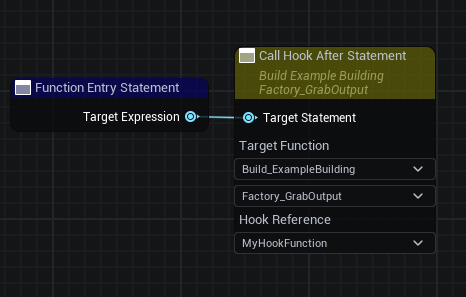 Function Entry Statement
Target Expression
Call Hook After Statement
Build Example Building
Factory_GrabOutput
Target Statement
Target Function
Build_ExampleBuilding
Factory_GrabOutput
Hook Reference
MyHookFunction